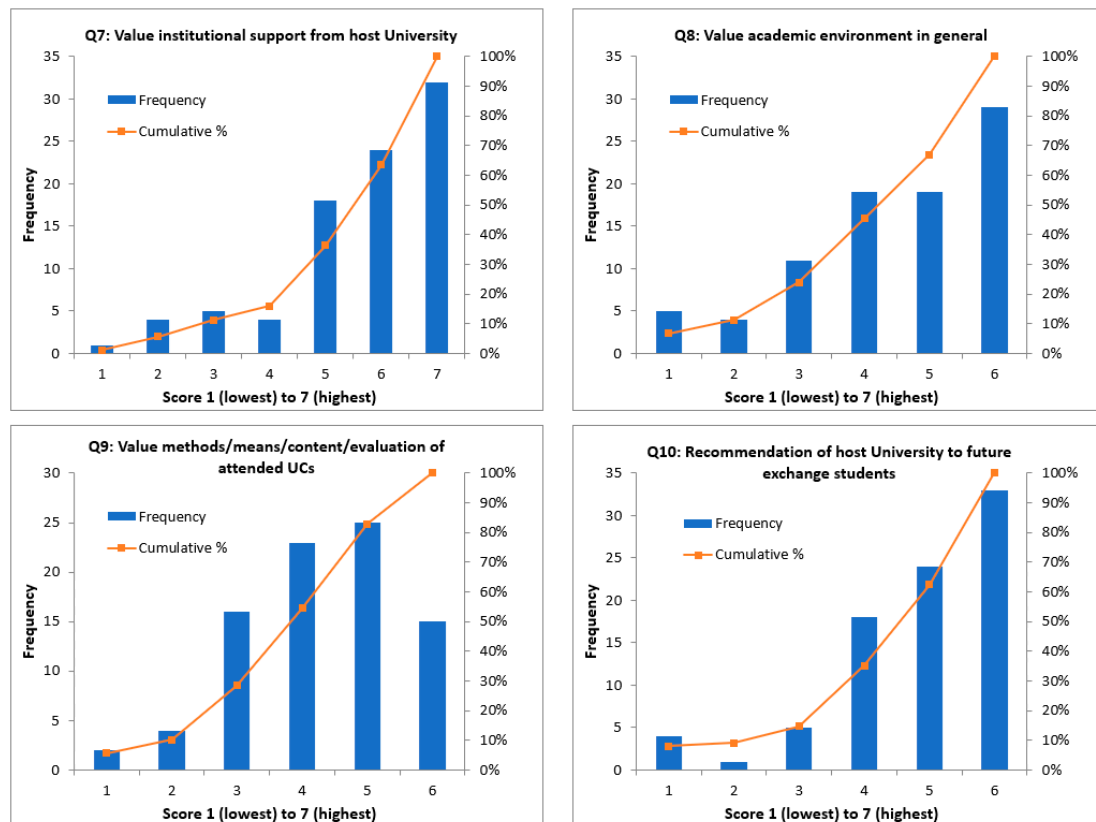 Q7: Value institutional support from host University
35
30
25
20
15
10
5
0
100%
90%
80%
70%
60%
50%
40%
30%
20%
10%
0%
Frequency
Cumulative %
Frequency
1 2 3 4 5 6 7
Score 1 (lowest) to 7 (highest)
Q8: Value academic environment in general
35
30
25
20
15
10
5
0
100%
90%
80%
70%
60%
50%
40%
30%
20%
10%
0%
Frequency
Cumulative %
Frequency
1 2 3 4 5 6
Score 1 (lowest) to 7 (highest)
Q9: Value methods/means/content/evaluation of
attended UCs
30
25
20
15
10
5
0
100%
90%
80%
70%
60%
50%
40%
30%
20%
10%
0%
Frequency
Cumulative %
Frequency
1 2 3 4 5 6
Score 1 (lowest) to 7 (highest)
Q10: Recommendation of host University to future
exchange students
35
30
25
20
15
10
5
0
100%
90%
80%
70%
60%
50%
40%
30%
20%
10%
0%
Frequency
Cumulative %
Frequency
1 2 3 4 5 6
Score 1 (lowest) to 7 (highest)